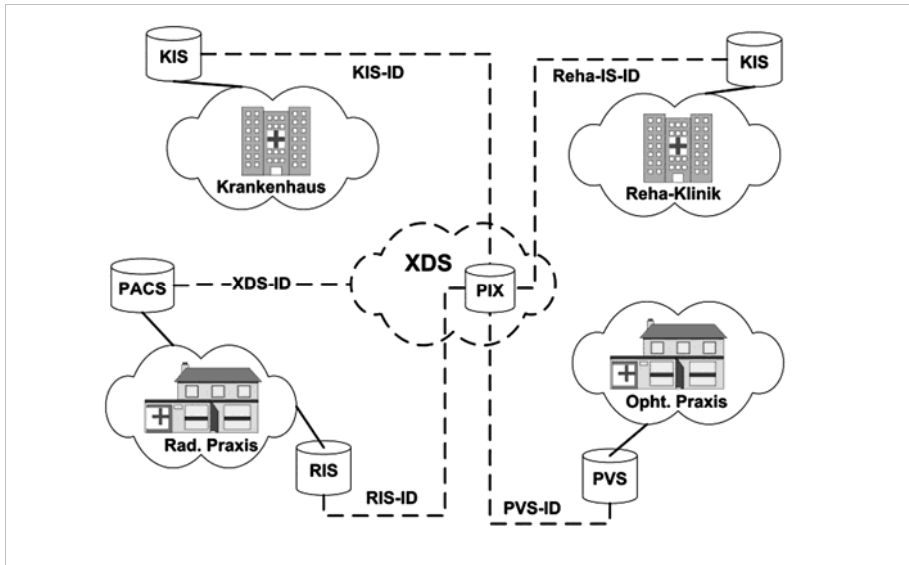 KIS
KIS-ID
Reha-IS-ID
KIS
Krankenhaus
Reha-Klinik
XDS
PACS
XDS-ID
PIX
Rad. Praxis
Opht. Praxis
RIS
PVS
RIS-ID
PVS-ID